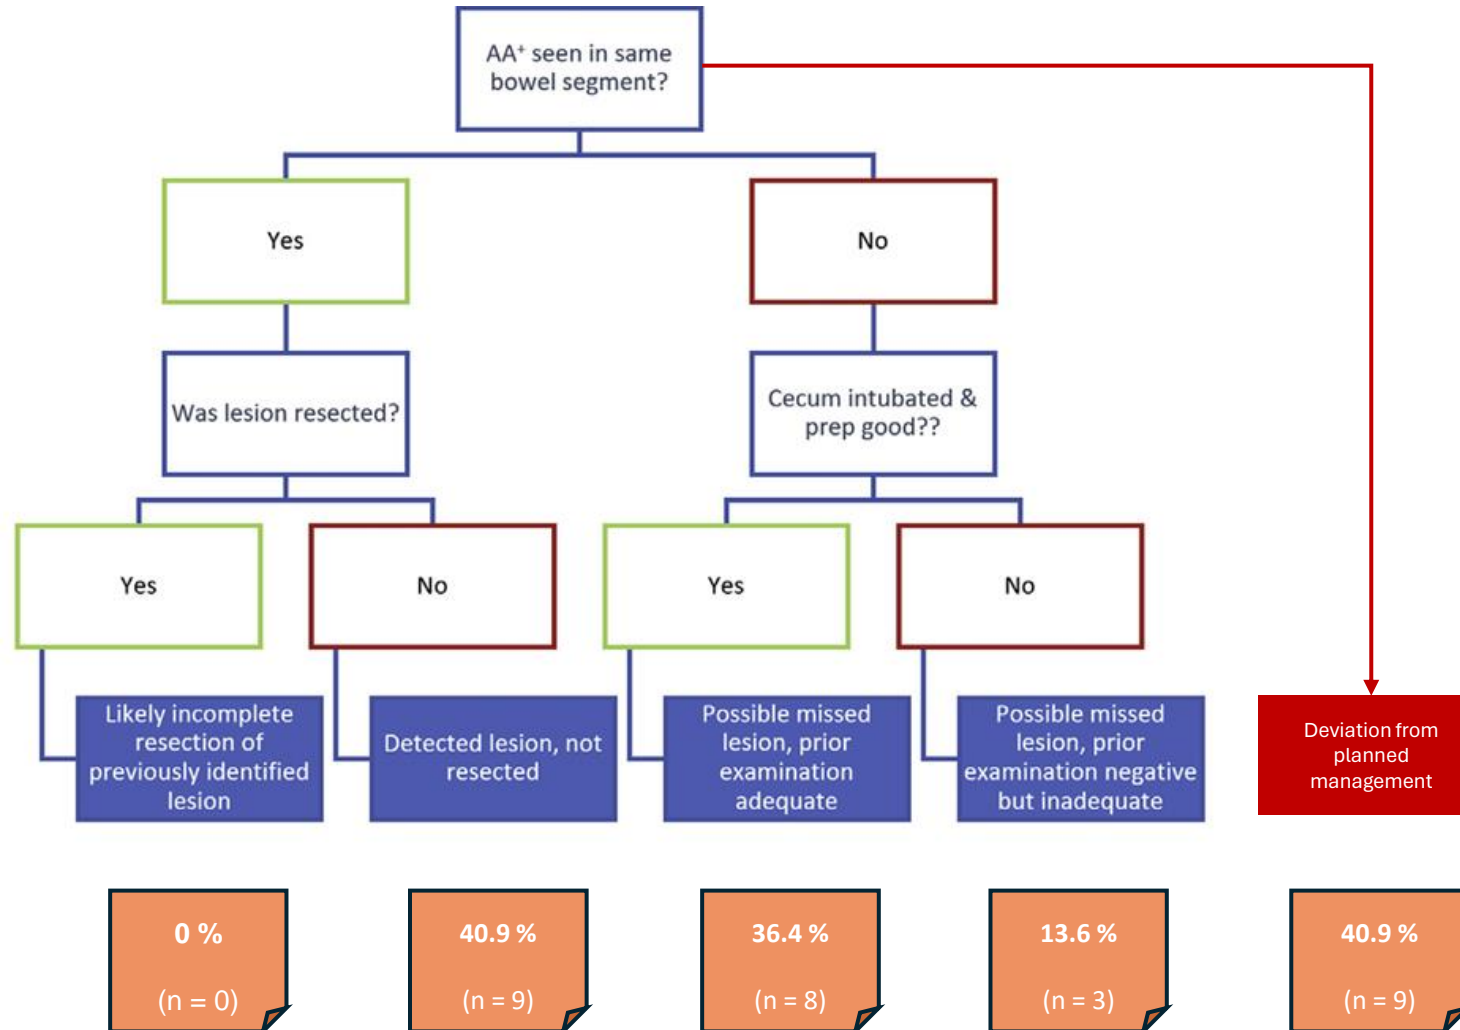 AA⁺ seen in same
bowel segment?
Yes
No
Was lesion resected?
Cecum intubated &
prep good??
Yes
No
Yes
No
Likely incomplete
resection of
previously identified
lesion
Detected lesion, not
resected
Possible missed
lesion, prior
examination
adequate
Possible missed
lesion, prior
examination negative
but inadequate
Deviation from
planned
management
0 %
(n = 0)
40.9 %
(n = 9)
36.4 %
(n = 8)
13.6 %
(n = 3)
40.9 %
(n = 9)